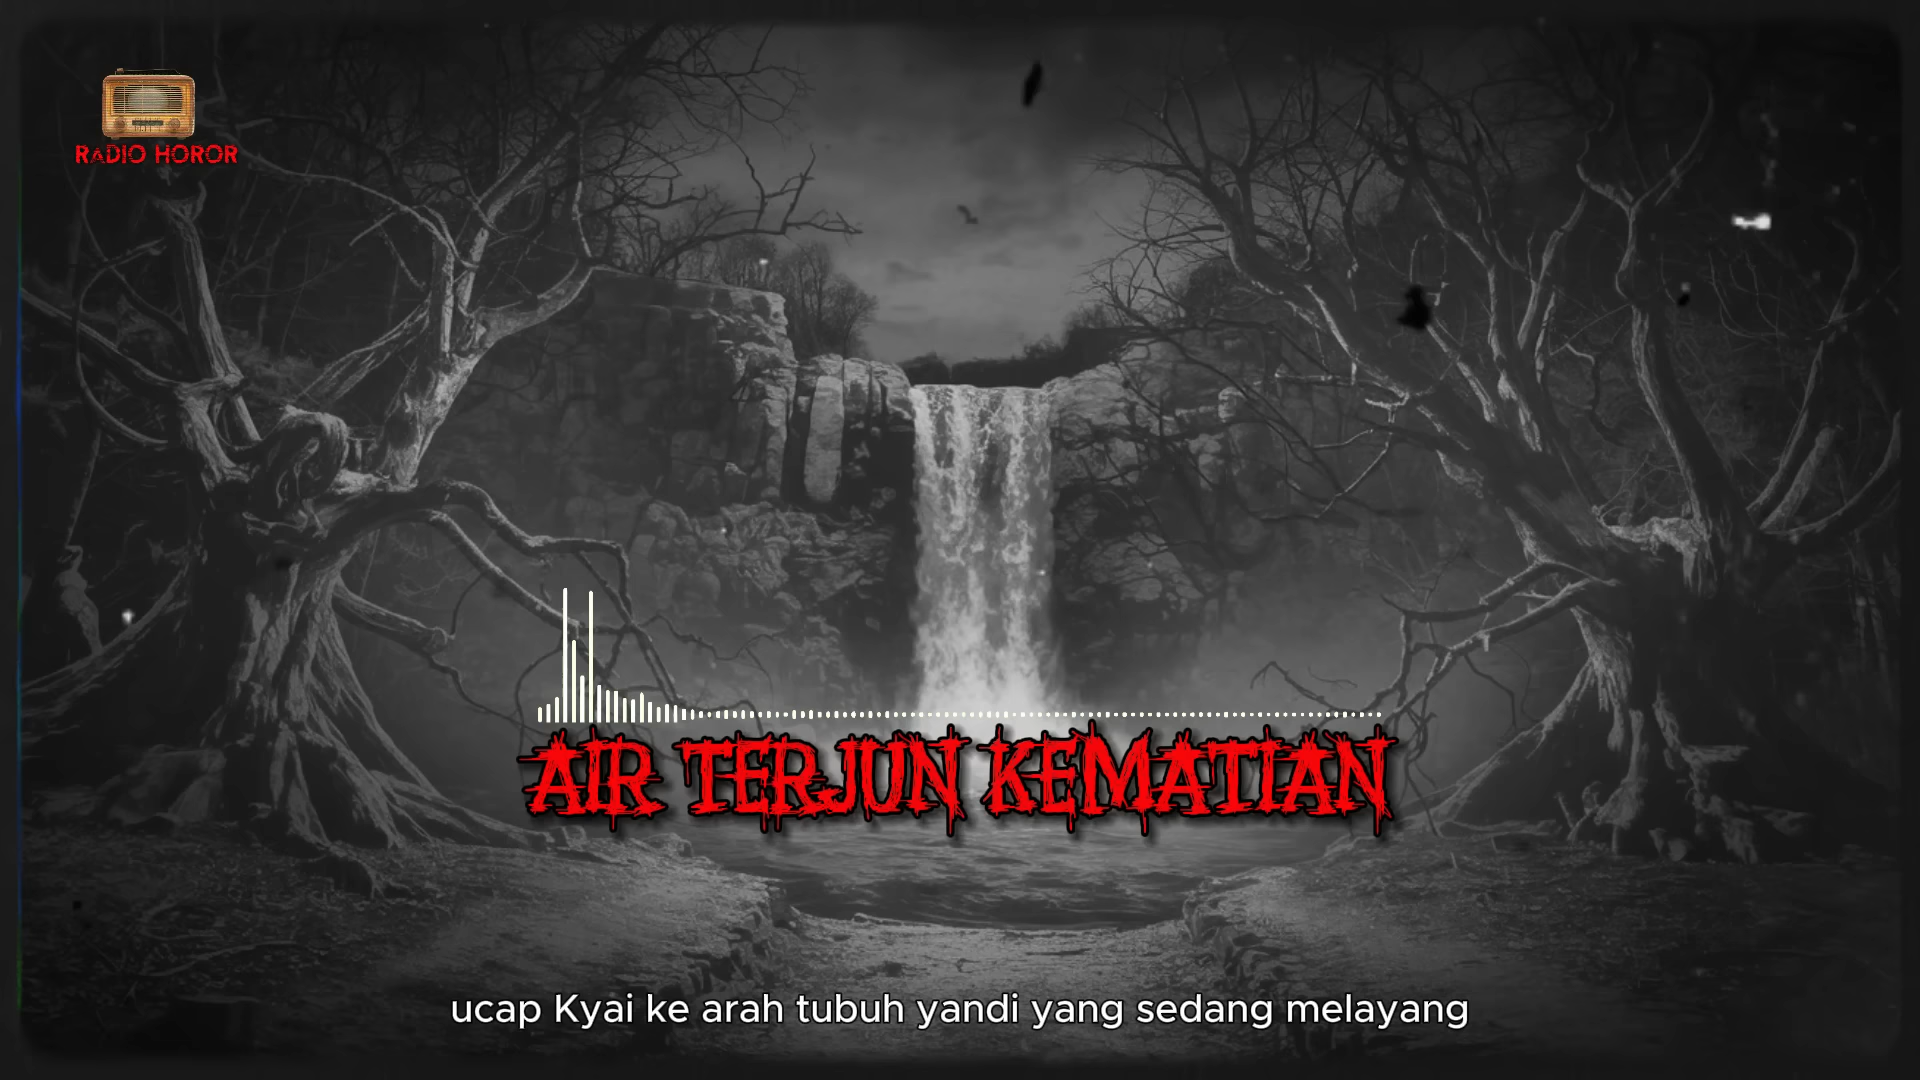 RADIO HOROR
AIR TERJUN KEMATIAN
ucap Kyai ke arah tubuh yandi yang sedang melayang